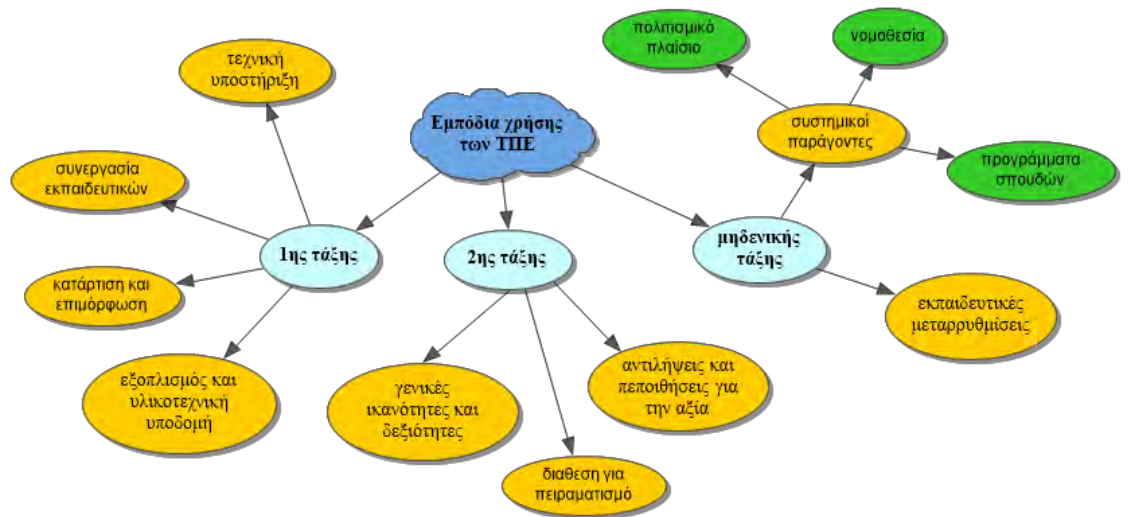 Εμπόδια χρήσης
των ΤΠΕ
1ης τάξης
τεχνική
υποστήριξη
συνεργασία
εκπαιδευτικών
κατάρτιση και
επιμόρφωση
εξοπλισμός και
υλικοτεχνική
υποδομή
2ης τάξης
γενικές
ικανότητες και
δεξιότητες
διαθεση για
πειραματισμό
αντιλήψεις και
πεποιθήσεις για
την αξία
μηδενικής
τάξης
συστημικοί
παράγοντες
πολιτισμικό
πλαίσιο
νομοθεσία
προγράμματα
σπουδών
εκπαιδευτικές
μεταρρυθμίσεις